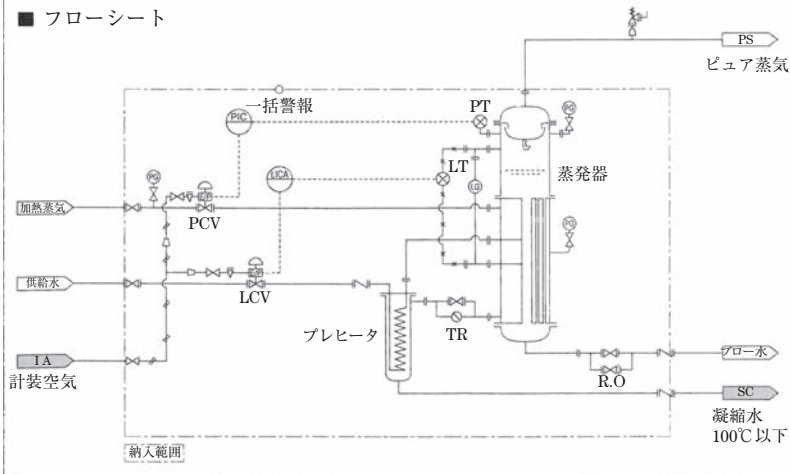 ■ フローシート
PS
ピュア蒸気
一括警報
PIC
PT
PG
LICA
LT
蒸発器
PG
LG
加熱蒸気
PCV
PG
供給水
LCV
プレヒータ
TR
ブロー水
IA
計装空気
R.O
SC
凝縮水
100℃以下
納入範囲